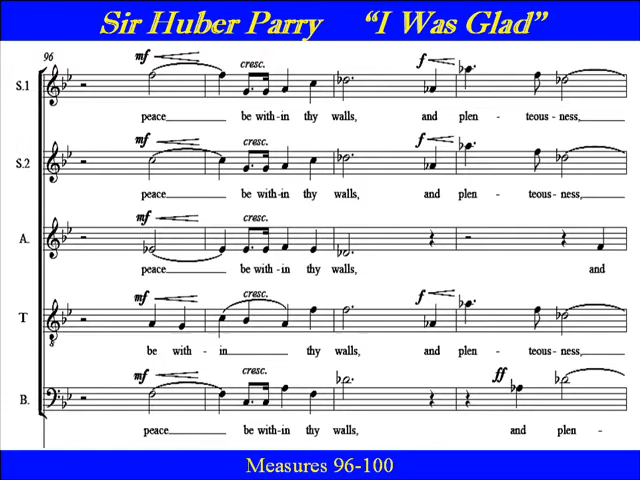 Sir Huber Parry “I Was Glad”
96
mf cresc. f
S.1
peace be with-in thy walls, and plen - teous - ness,
mf cresc. f
S.2
peace be with-in thy walls, and plen - teous - ness,
mf cresc.
A.
peace be with-in thy walls, and
mf cresc. f
T
8
be with - in thy walls, and plen - teous - ness,
mf cresc. ff
B.
peace be with-in thy walls, and plen -
Measures 96-100